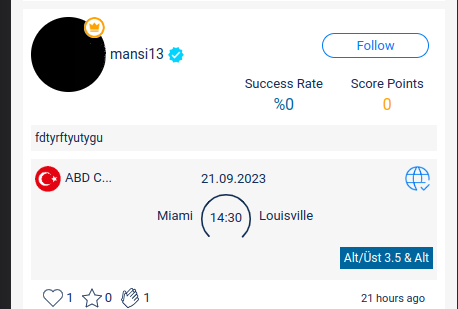 mansi13
Follow
Success Rate
Score Points
%0
0
fdtyrftyutygu
ABD C...
21.09.2023
Miami
14:30
Louisville
Alt/Üst 3.5 & Alt
1
0
1
21 hours ago